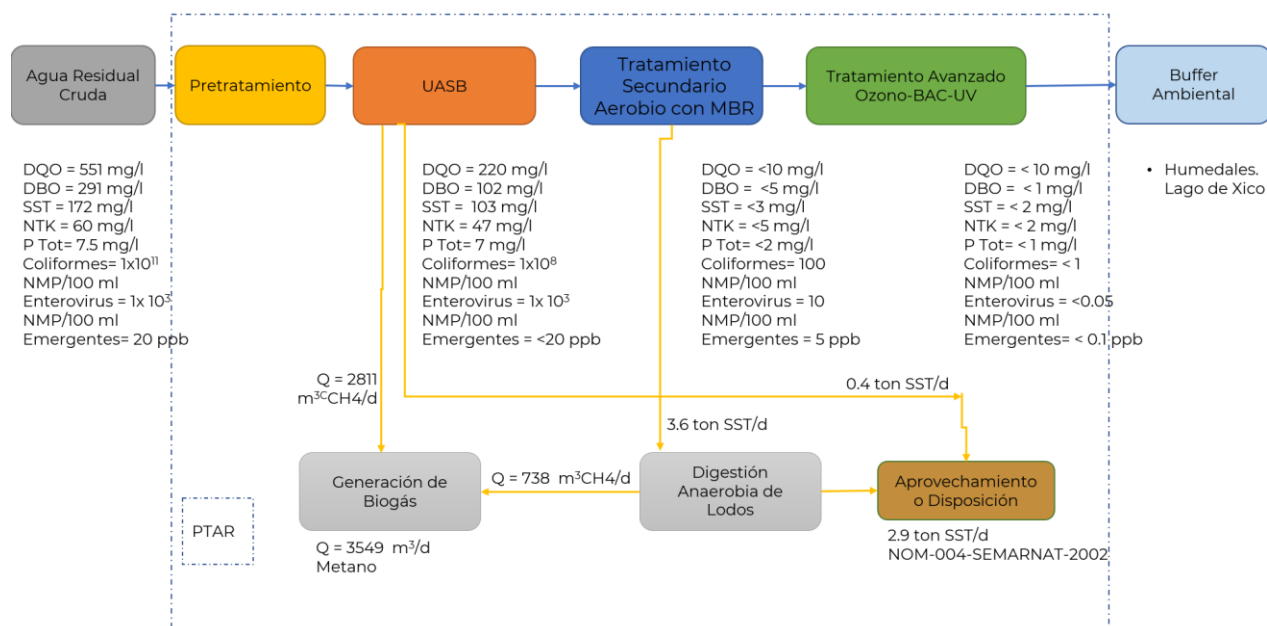 Agua Residual
Cruda
Pretratamiento
UASB
Tratamiento
Secundario
Aerobio con MBR
Tratamiento Avanzado
Ozono-BAC-UV
Buffer
Ambiental
DQO = 551 mg/l
DBO = 291 mg/l
SST = 172 mg/l
NTK = 60 mg/l
P Tot= 7.5 mg/l
Coliformes= 1x10¹¹
NMP/100 ml
Enterovirus = 1x 10³
NMP/100 ml
Emergentes= 20 ppb
DQO = 220 mg/l
DBO = 102 mg/l
SST = 103 mg/l
NTK = 47 mg/l
P Tot= 7 mg/l
Coliformes= 1x10⁸
NMP/100 ml
Enterovirus = 1x 10³
NMP/100 ml
Emergentes = <20 ppb
DQO = <10 mg/l
DBO = <5 mg/l
SST = <3 mg/l
NTK = <5 mg/l
P Tot= <2 mg/l
Coliformes= 100
NMP/100 ml
Enterovirus = 10
NMP/100 ml
Emergentes = 5 ppb
DQO = < 10 mg/l
DBO = < 1 mg/l
SST = < 2 mg/l
NTK = < 2 mg/l
P Tot= < 1 mg/l
Coliformes= < 1
NMP/100 ml
Enterovirus = <0.05
NMP/100 ml
Emergentes= < 0.1 ppb
• Humedales.
Lago de Xico
Q = 2811
m³ᶜCH4/d
0.4 ton SST/d
3.6 ton SST/d
Generación de
Biogás
Q = 738 m³CH4/d
Digestión
Anaerobia de
Lodos
Aprovechamiento
o Disposición
PTAR
Q = 3549 m³/d
Metano
2.9 ton SST/d
NOM-004-SEMARNAT-2002